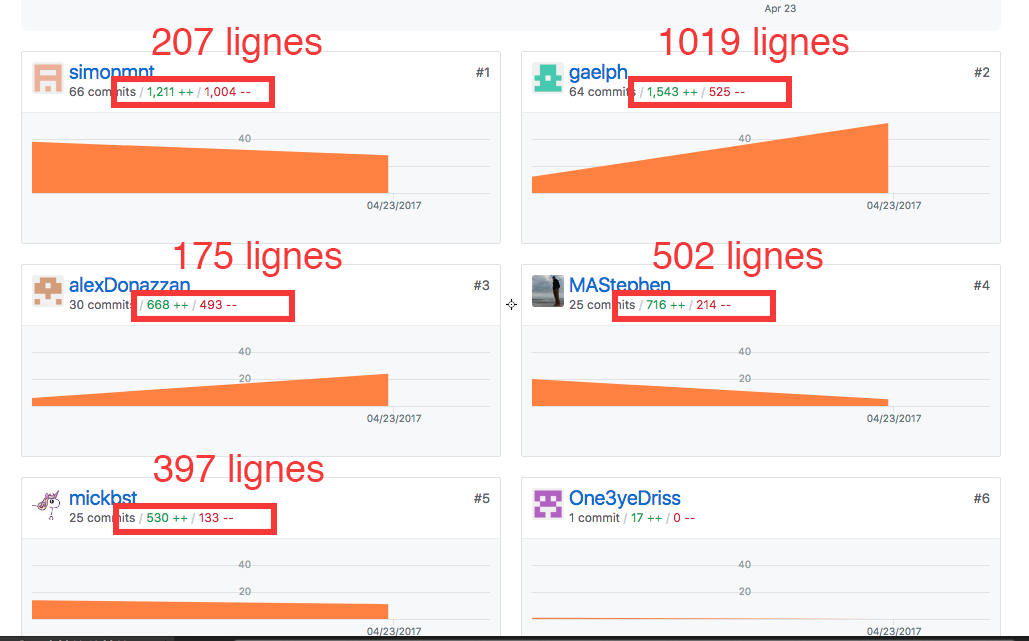 Apr 23
207 lignes
simonmnt
#1
66 commits / 1,211 ++ / 1,004 --
40
04/23/2017
1019 lignes
gaelph
#2
64 commits / 1,543 ++ / 525 --
40
04/23/2017
175 lignes
alexDonazzan
#3
30 commits / 668 ++ / 493 --
40
20
04/23/2017
502 lignes
MAStephen
#4
25 commits / 716 ++ / 214 --
40
20
04/23/2017
397 lignes
mickbst
#5
25 commits / 530 ++ / 133 --
40
20
04/23/2017
One3yeDriss
#6
1 commit / 17 ++ / 0 --
40
20
04/23/2017